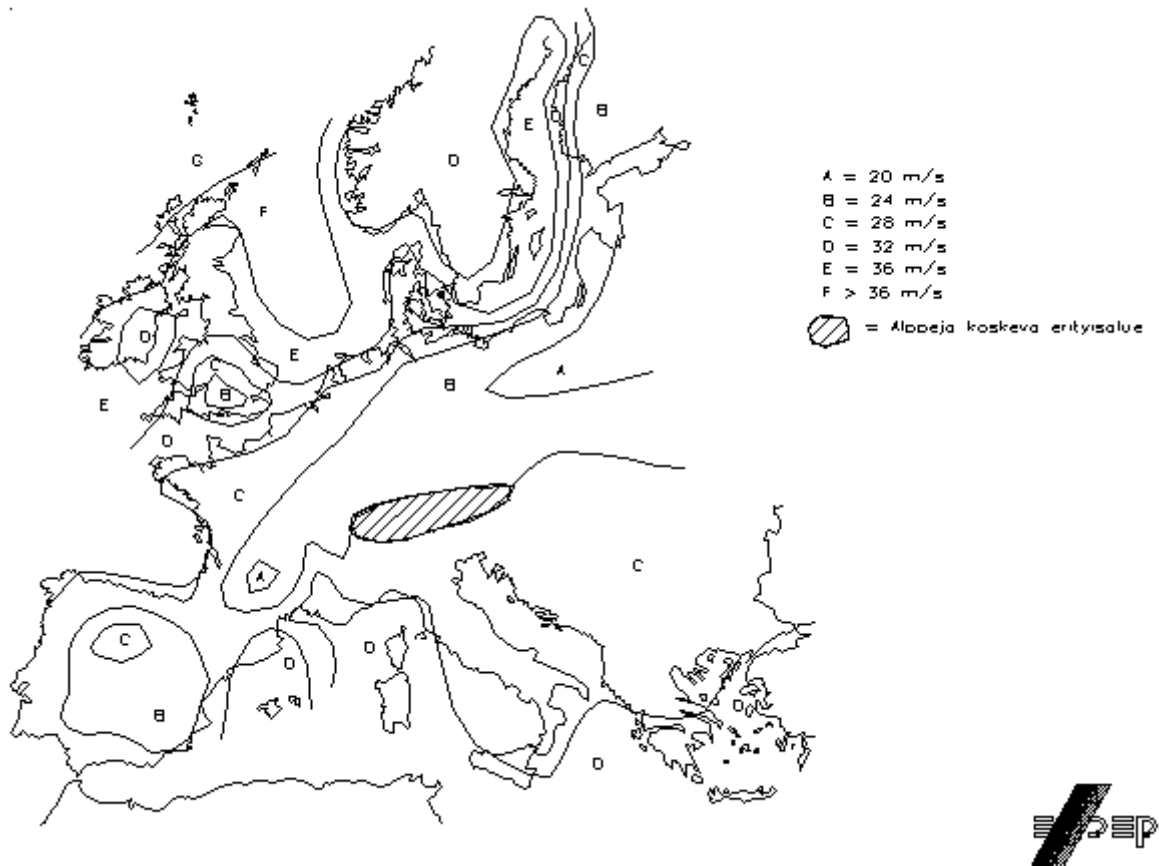 C
B
E
D
D
G
F
A = 20 m/s
B = 24 m/s
C = 28 m/s
D = 32 m/s
E = 36 m/s
F > 36 m/s
= Alppeja koskeva erityisalue
D
E
A
B
B
E
D
C
A
C
C
D
D
B
D
D